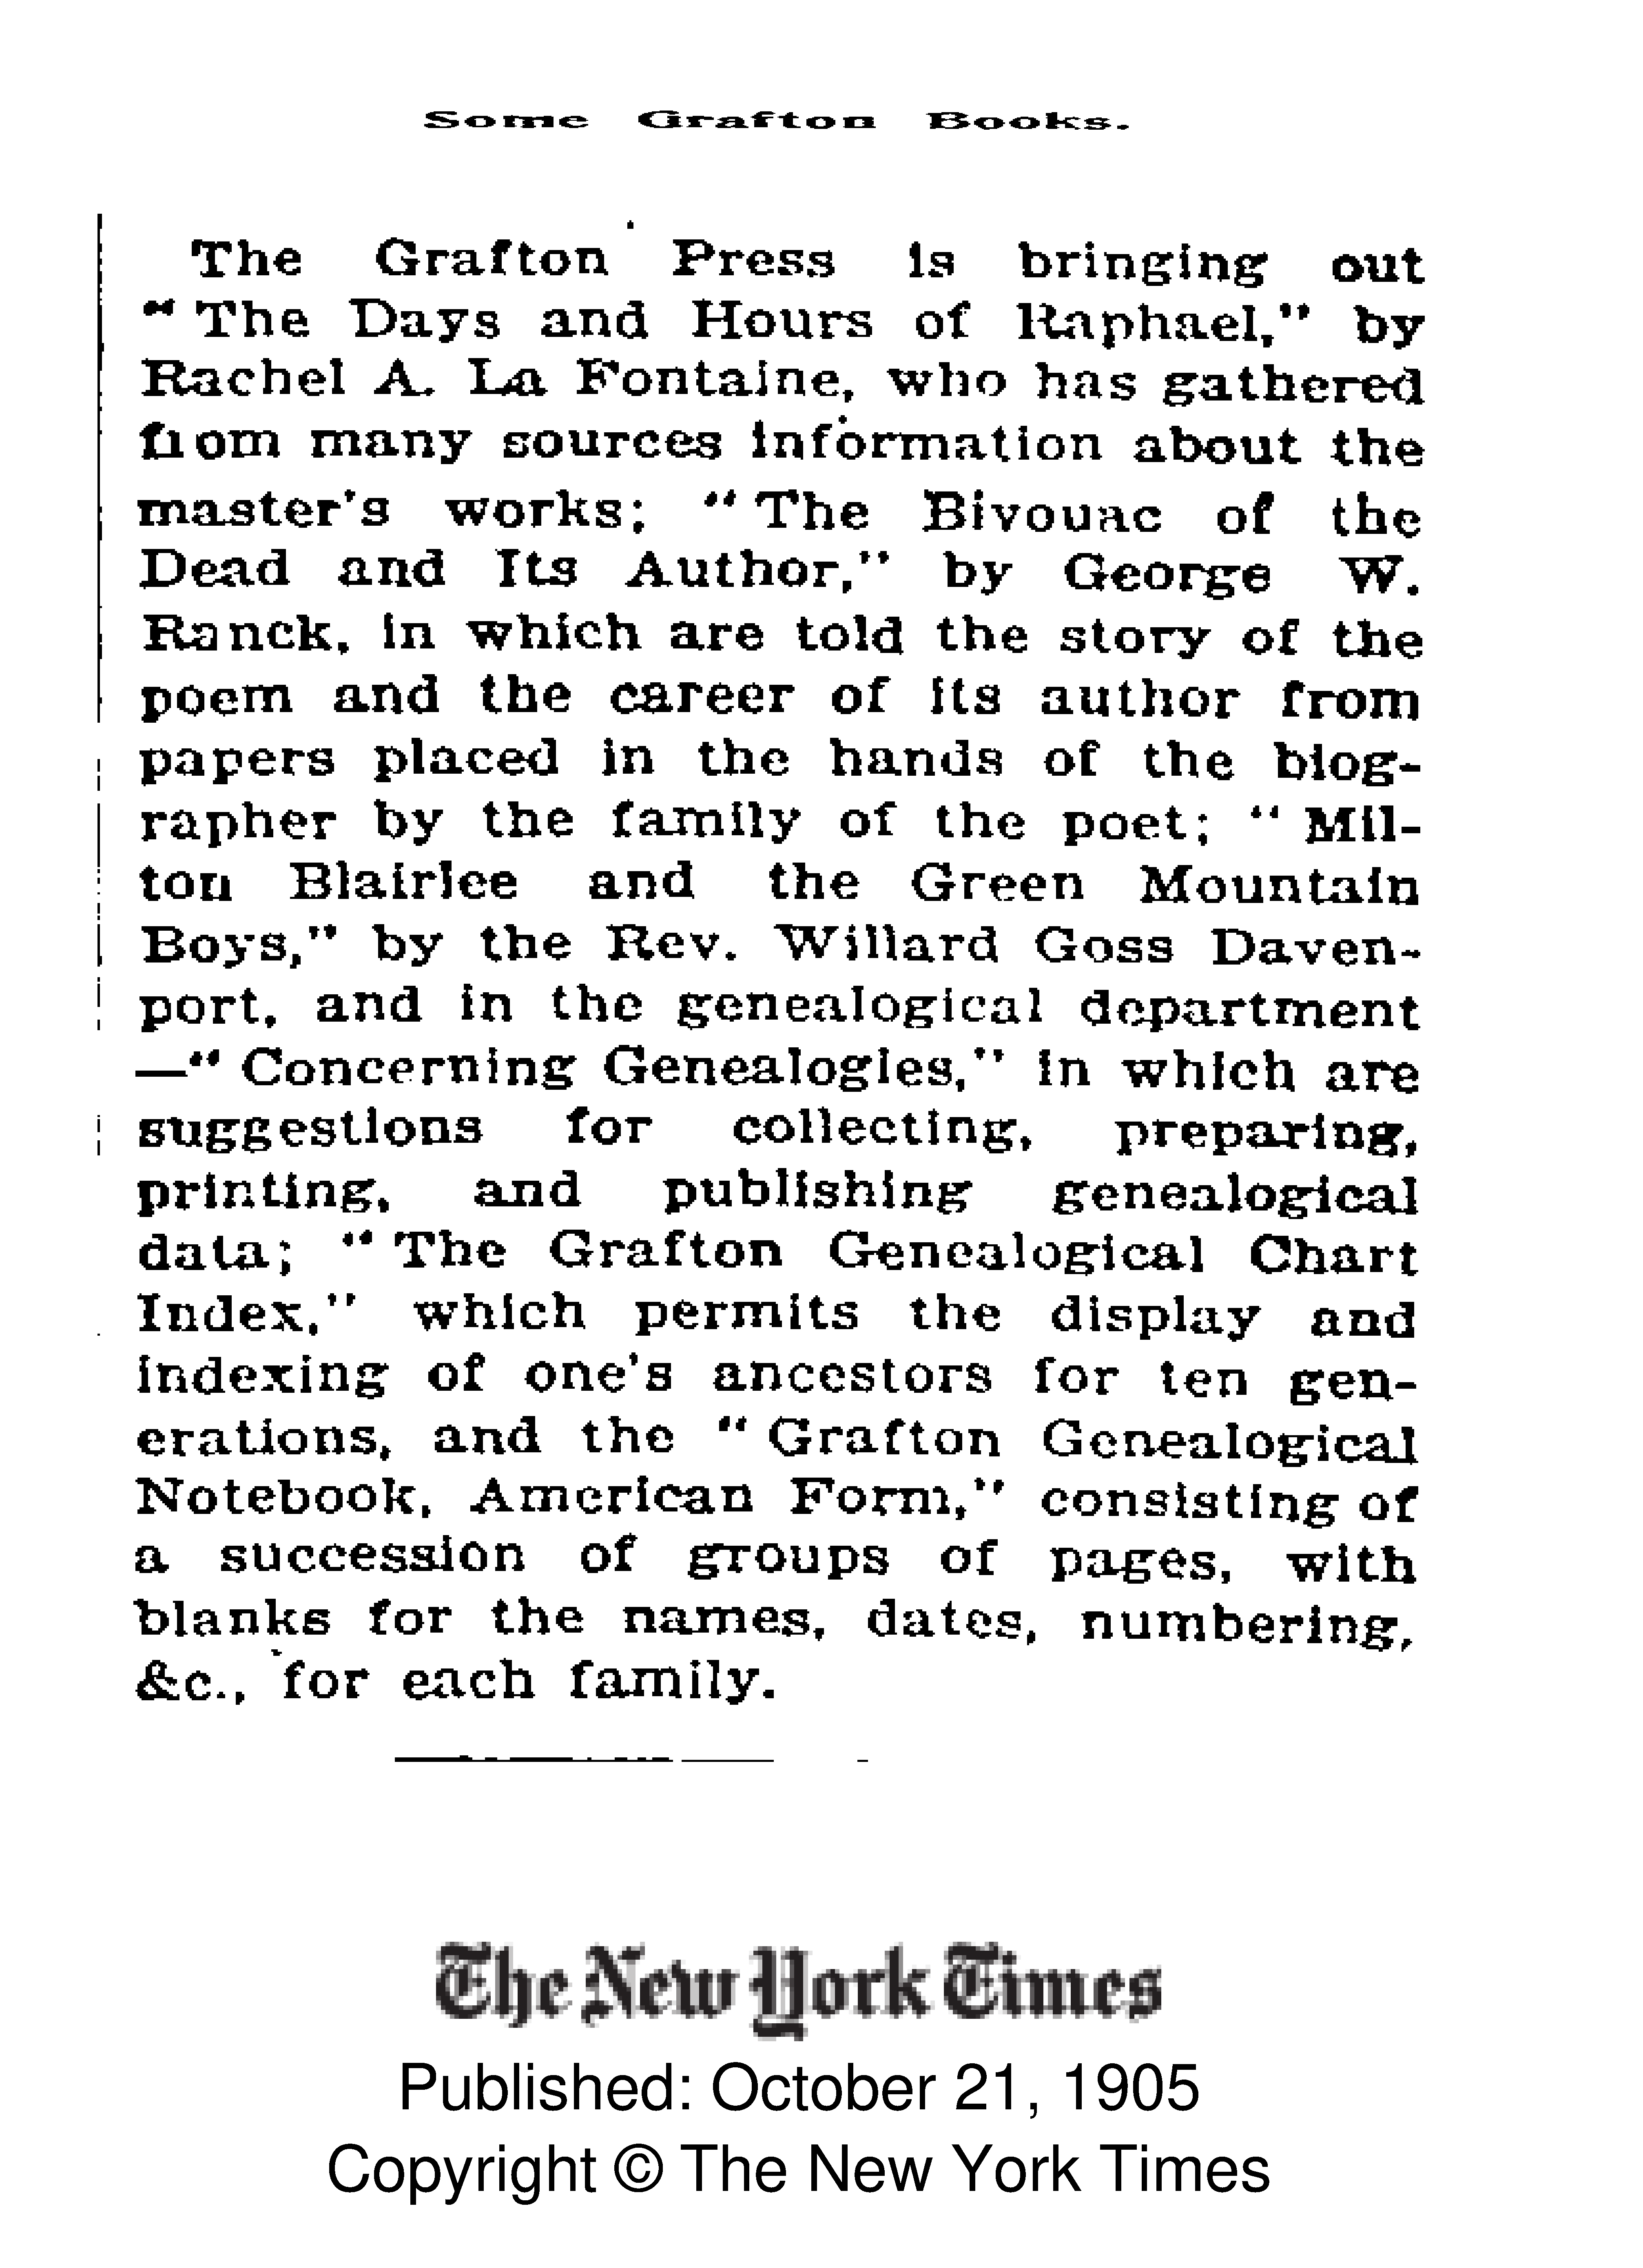 Some Grafton Books.
The Grafton Press is bringing out
“The Days and Hours of Raphael,” by
Rachel A. La Fontaine, who has gathered
from many sources information about the
master's works; “The Bivouac of the
Dead and Its Author,” by George W.
Ranck, in which are told the story of the
poem and the career of its author from
papers placed in the hands of the biog-
rapher by the family of the poet; “Mil-
ton Blairlee and the Green Mountain
Boys,” by the Rev. Willard Goss Daven-
port, and in the genealogical department
—“Concerning Genealogies,” in which are
suggestions for collecting, preparing,
printing, and publishing genealogical
data; “The Grafton Genealogical Chart
Index,” which permits the display and
indexing of one's ancestors for ten gen-
erations, and the “Grafton Genealogical
Notebook, American Form,” consisting of
a succession of groups of pages, with
blanks for the names, dates, numbering,
&c., for each family.
The New York Times
Published: October 21, 1905
Copyright © The New York Times